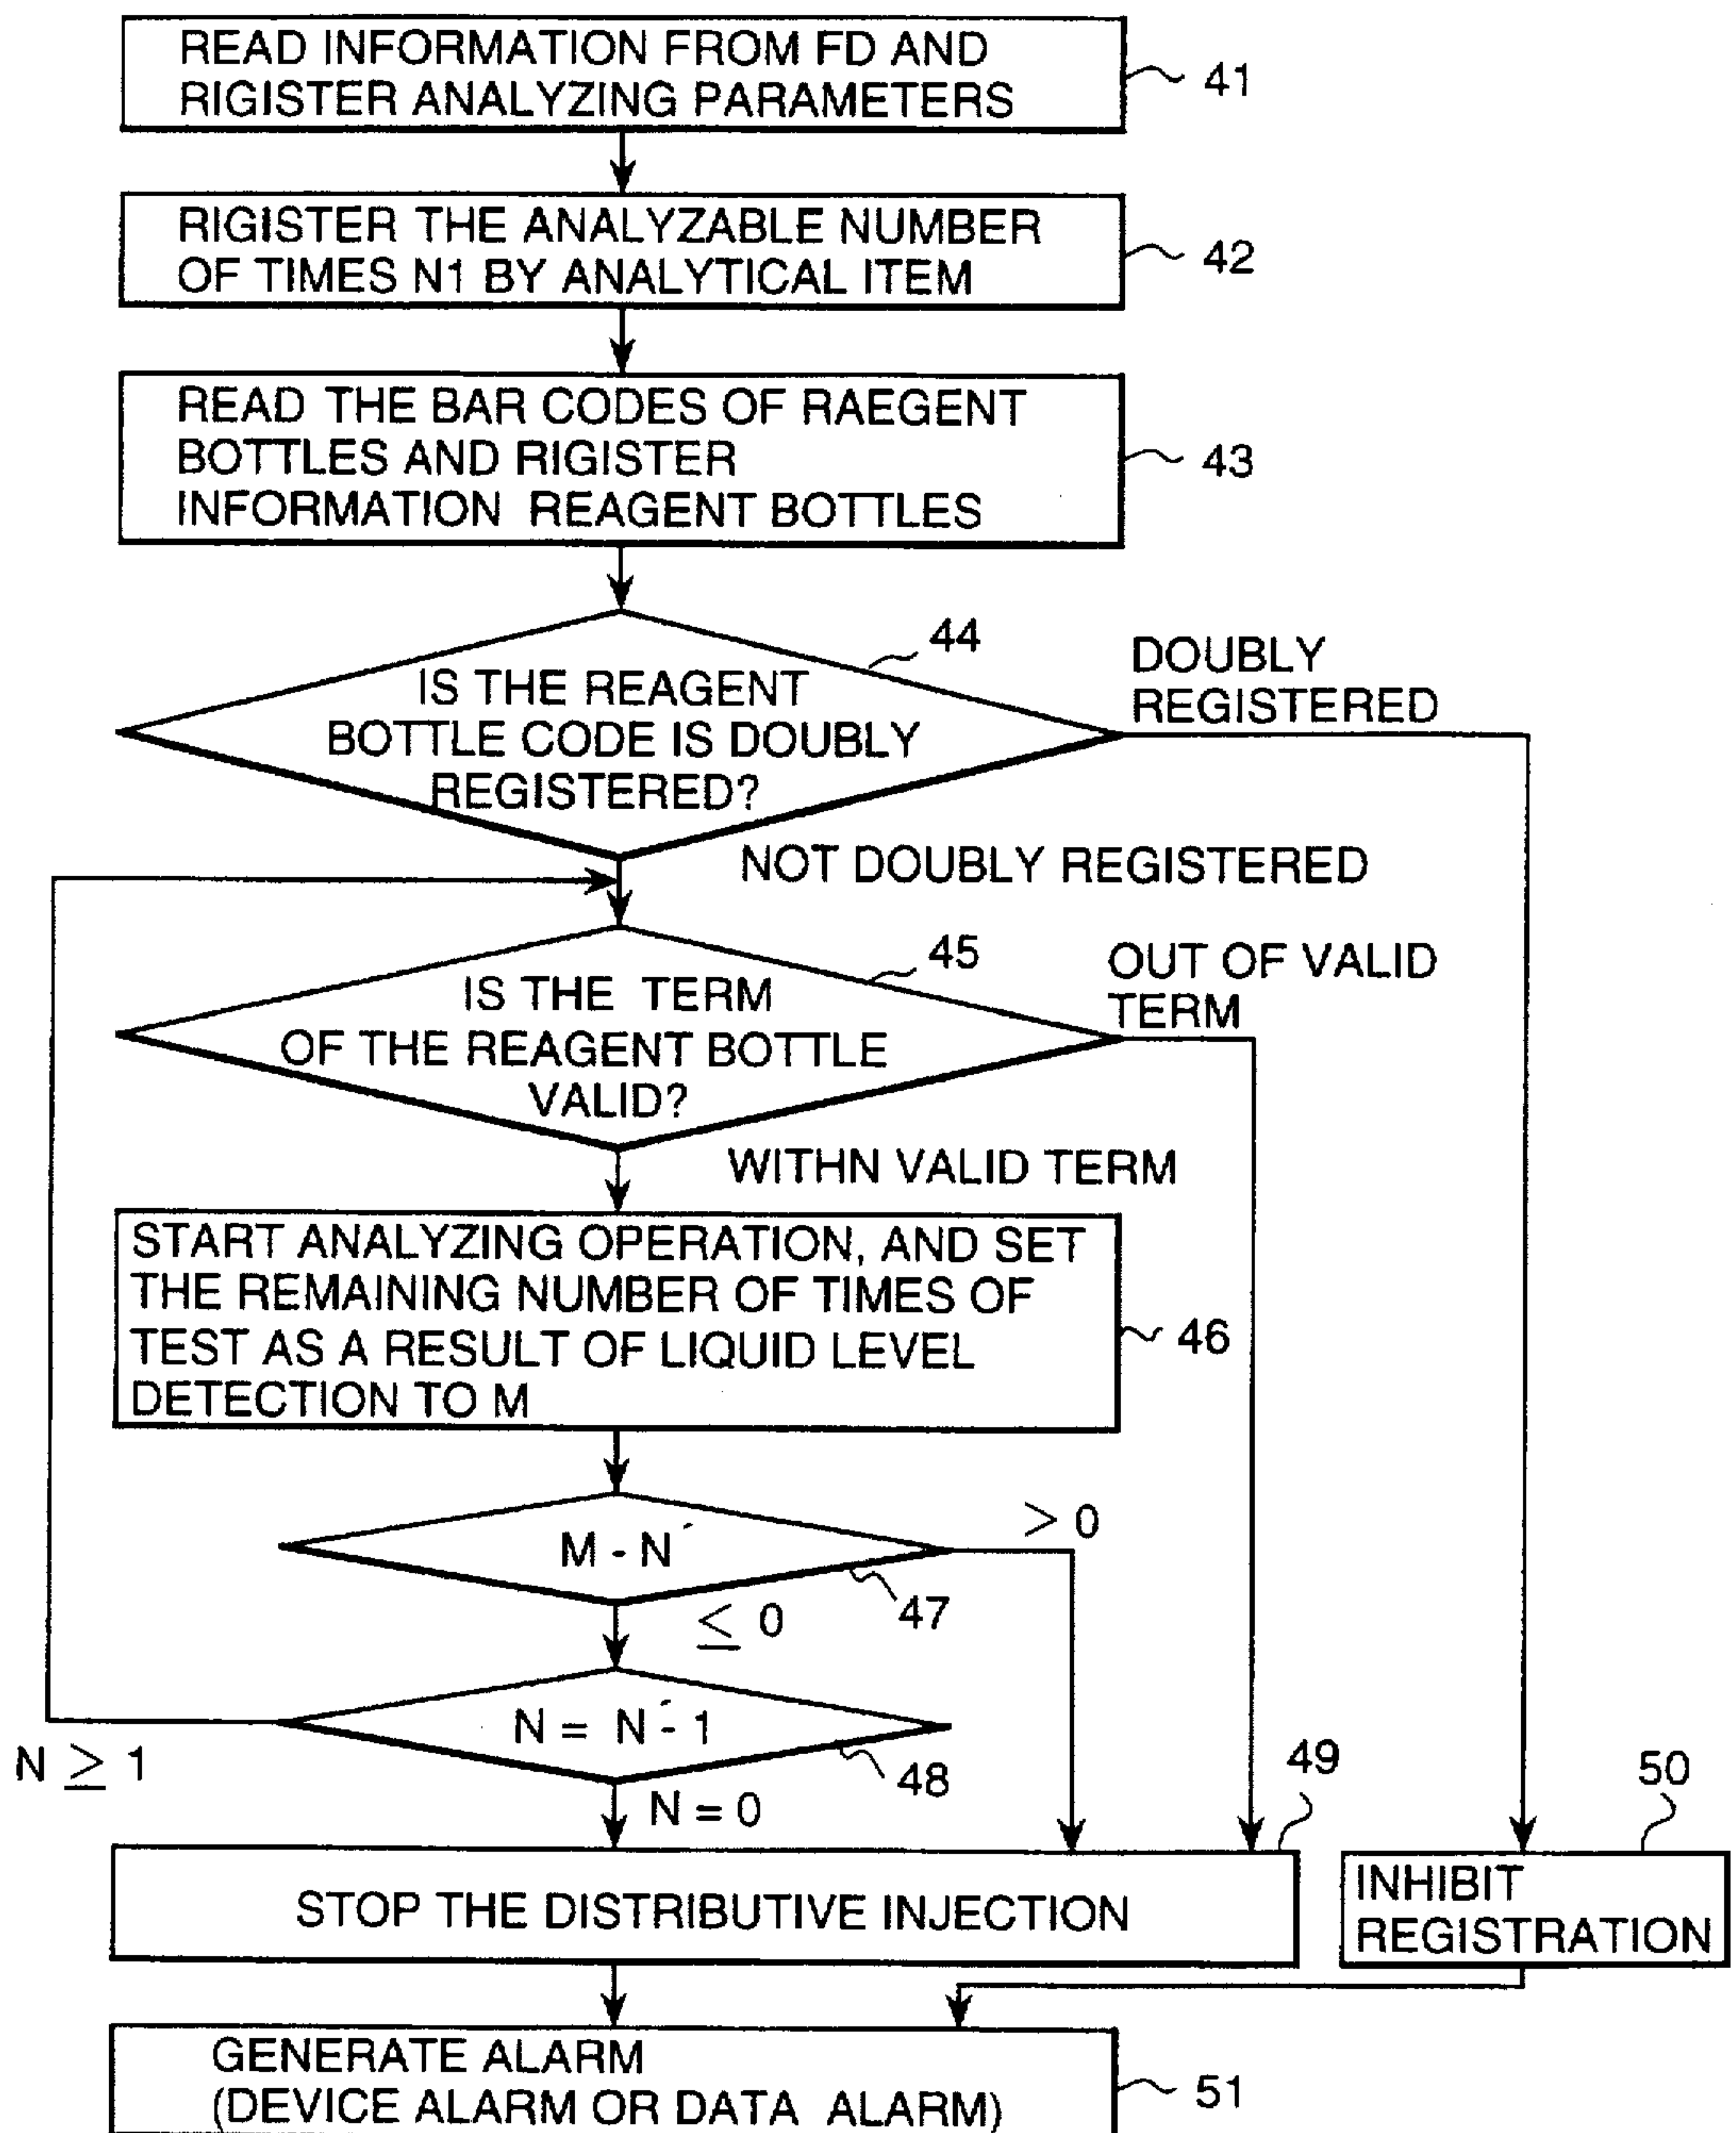 READ INFORMATION FROM FD AND
RIGISTER ANALYZING PARAMETERS
41
RIGISTER THE ANALYZABLE NUMBER
OF TIMES N1 BY ANALYTICAL ITEM
42
READ THE BAR CODES OF RAEGENT
BOTTLES AND RIGISTER
INFORMATION REAGENT BOTTLES
43
44
IS THE REAGENT
BOTTLE CODE IS DOUBLY
REGISTERED?
DOUBLY
REGISTERED
NOT DOUBLY REGISTERED
45
IS THE TERM
OF THE REAGENT BOTTLE
VALID?
OUT OF VALID
TERM
WITHN VALID TERM
START ANALYZING OPERATION, AND SET
THE REMAINING NUMBER OF TIMES OF
TEST AS A RESULT OF LIQUID LEVEL
DETECTION TO M
46
M - N´
> 0
47
≤ 0
N = N´- 1
48
N ≥ 1
N = 0
49
50
STOP THE DISTRIBUTIVE INJECTION
INHIBIT
REGISTRATION
GENERATE ALARM
(DEVICE ALARM OR DATA ALARM)
51